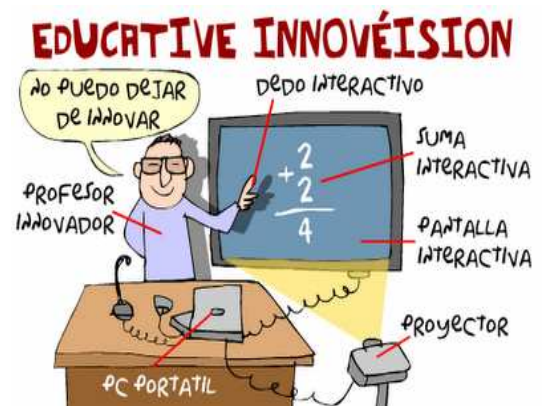 EDUCATIVE INNOVÉISION
NO PUEDO DEJAR
DE INNOVAR
DEDO INTERACTIVO
SUMA
INTERACTIVA
2
+ 2
4
PROFESOR
INNOVADOR
PANTALLA
INTERACTIVA
PROYECTOR
PC PORTATIL